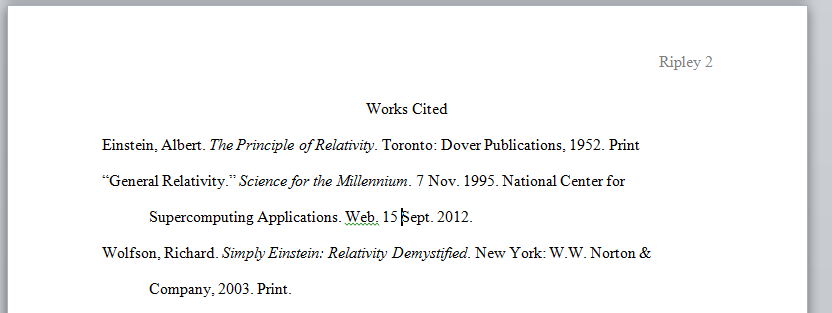 Ripley 2
Works Cited
Einstein, Albert. The Principle of Relativity. Toronto: Dover Publications, 1952. Print
“General Relativity.” Science for the Millennium. 7 Nov. 1995. National Center for
Supercomputing Applications. Web. 15 Sept. 2012.
Wolfson, Richard. Simply Einstein: Relativity Demystified. New York: W.W. Norton &
Company, 2003. Print.